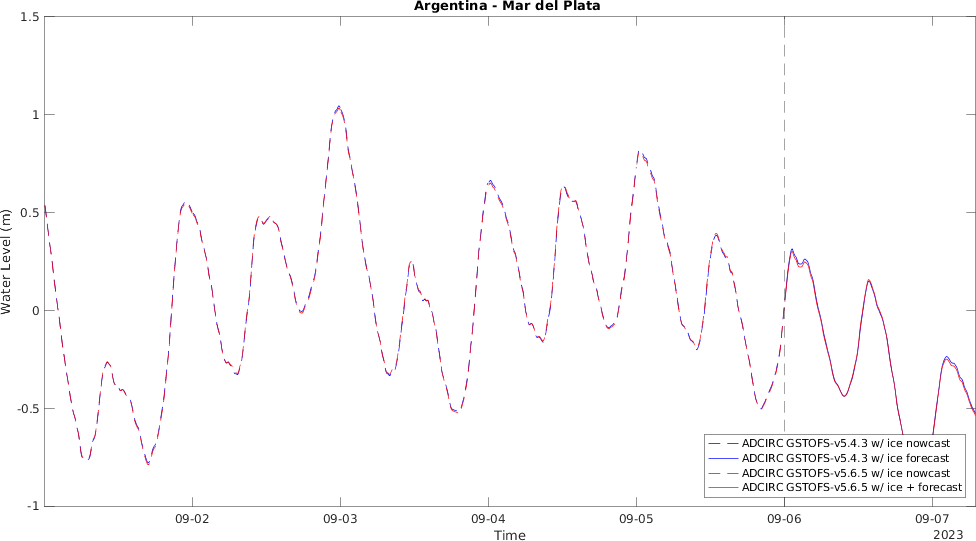 Argentina - Mar del Plata
1.5
1
0.5
0
-0.5
-1
Water Level (m)
ADCIRC GSTOFS-v5.4.3 w/ ice nowcast
ADCIRC GSTOFS-v5.4.3 w/ ice forecast
ADCIRC GSTOFS-v5.6.5 w/ ice nowcast
ADCIRC GSTOFS-v5.6.5 w/ ice + forecast
09-02 09-03 09-04 09-05 09-06 09-07
Time 2023